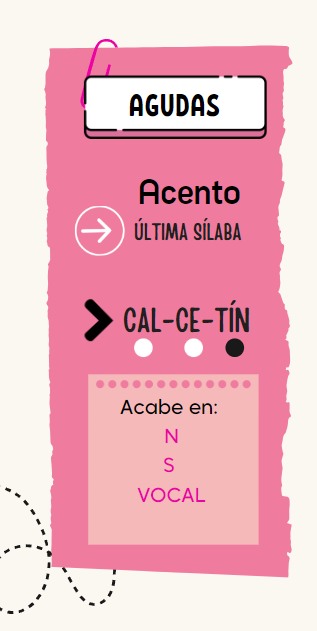 AGUDAS
Acento
ÚLTIMA SÍLABA
CAL-CE-TÍN
Acabe en:
N
S
VOCAL